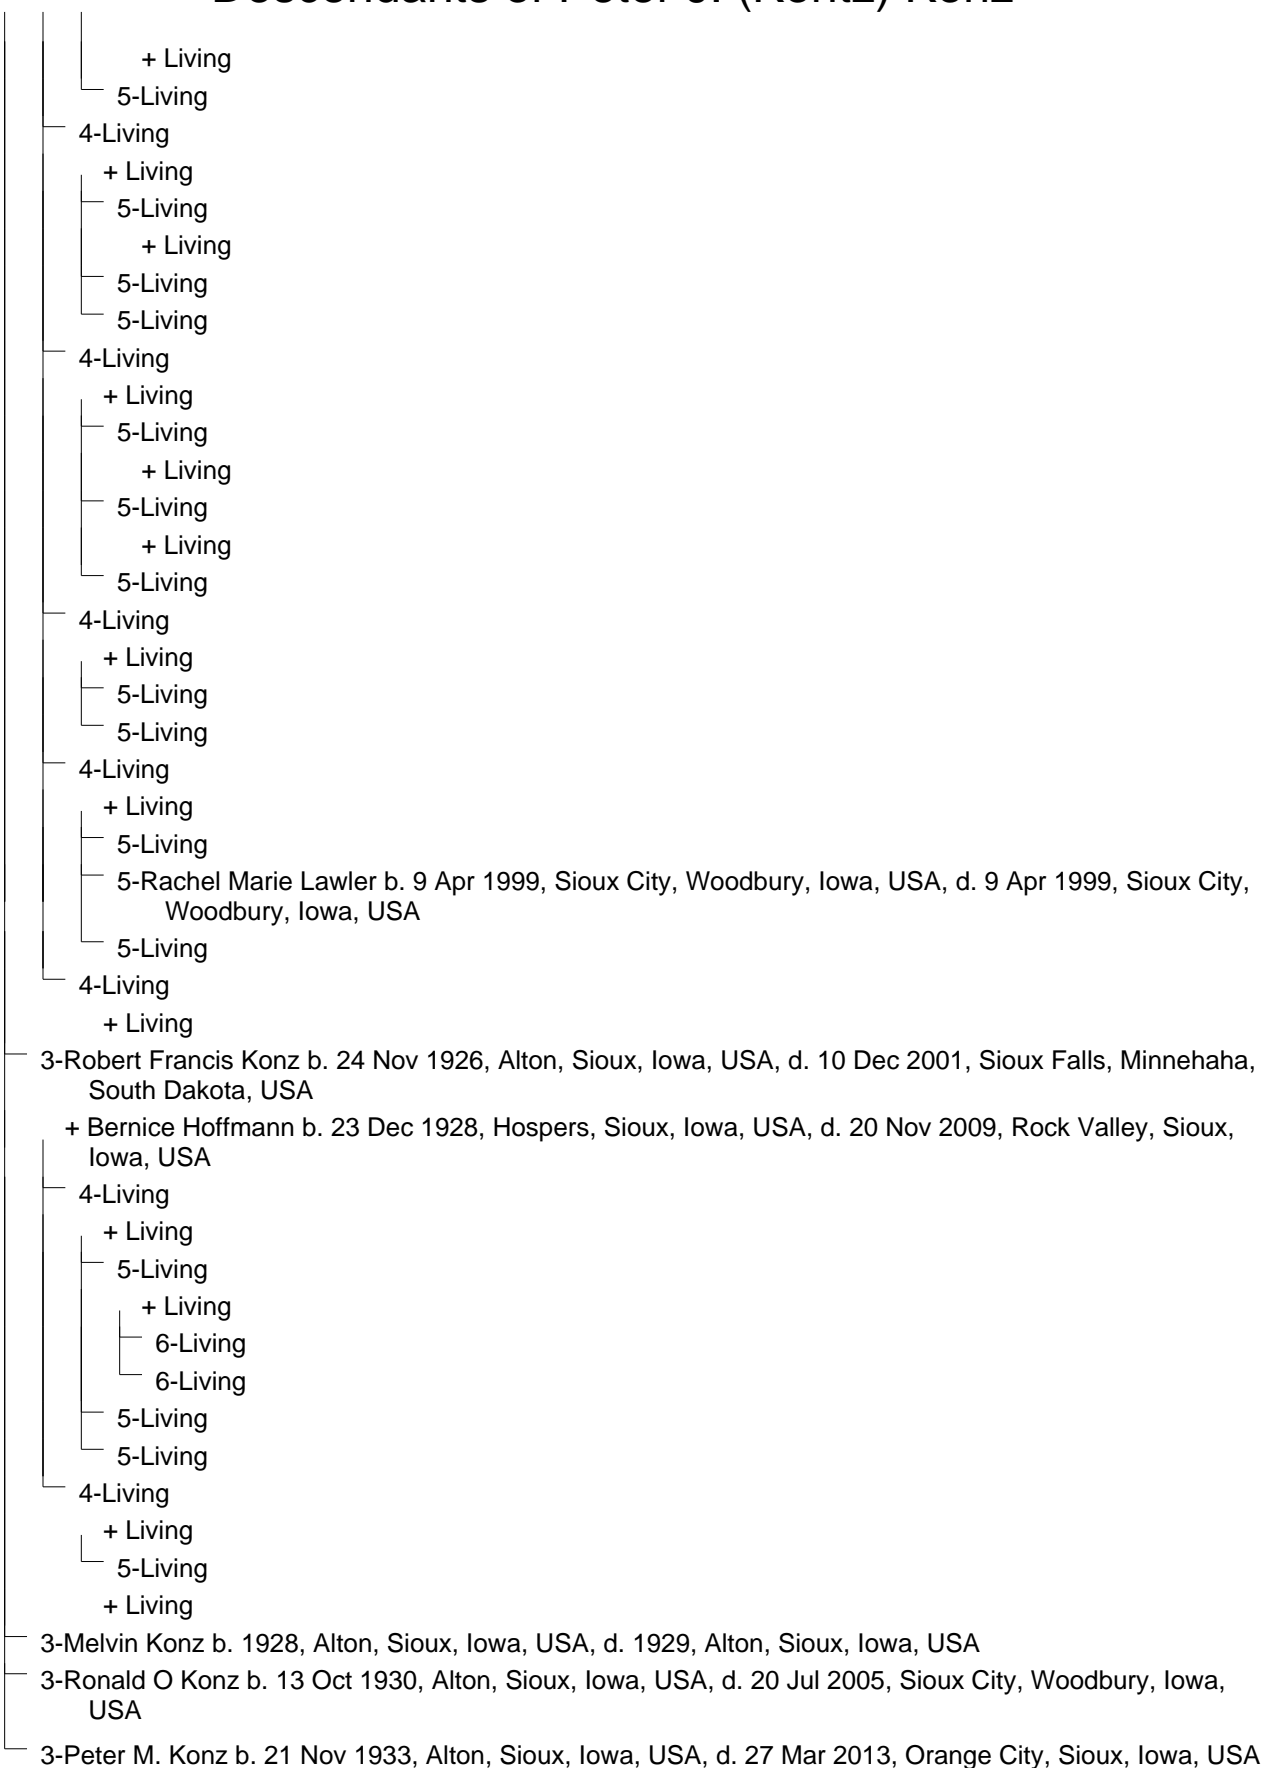 Descendants of Peter J. (Kontz) Konz
+ Living
5-Living
4-Living
+ Living
5-Living
+ Living
5-Living
5-Living
4-Living
+ Living
5-Living
+ Living
5-Living
+ Living
5-Living
4-Living
+ Living
5-Living
5-Living
4-Living
+ Living
5-Living
5-Rachel Marie Lawler b. 9 Apr 1999, Sioux City, Woodbury, Iowa, USA, d. 9 Apr 1999, Sioux City,
Woodbury, Iowa, USA
5-Living
4-Living
+ Living
3-Robert Francis Konz b. 24 Nov 1926, Alton, Sioux, Iowa, USA, d. 10 Dec 2001, Sioux Falls, Minnehaha,
South Dakota, USA
+ Bernice Hoffmann b. 23 Dec 1928, Hospers, Sioux, Iowa, USA, d. 20 Nov 2009, Rock Valley, Sioux,
Iowa, USA
4-Living
+ Living
5-Living
+ Living
6-Living
6-Living
5-Living
5-Living
4-Living
+ Living
5-Living
+ Living
3-Melvin Konz b. 1928, Alton, Sioux, Iowa, USA, d. 1929, Alton, Sioux, Iowa, USA
3-Ronald O Konz b. 13 Oct 1930, Alton, Sioux, Iowa, USA, d. 20 Jul 2005, Sioux City, Woodbury, Iowa,
USA
3-Peter M. Konz b. 21 Nov 1933, Alton, Sioux, Iowa, USA, d. 27 Mar 2013, Orange City, Sioux, Iowa, USA